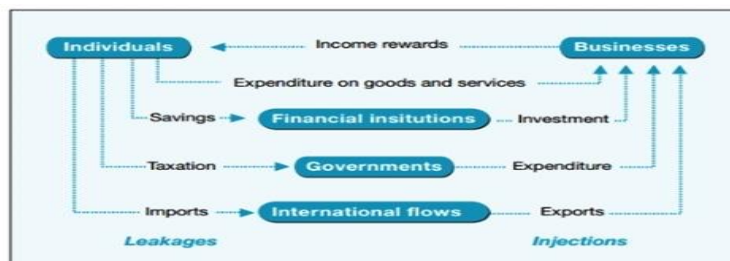 Individuals Income rewards Businesses
Expenditure on goods and services
Savings Financial insitutions Investment
Taxation Governments Expenditure
Imports International flows Exports
Leakages Injections